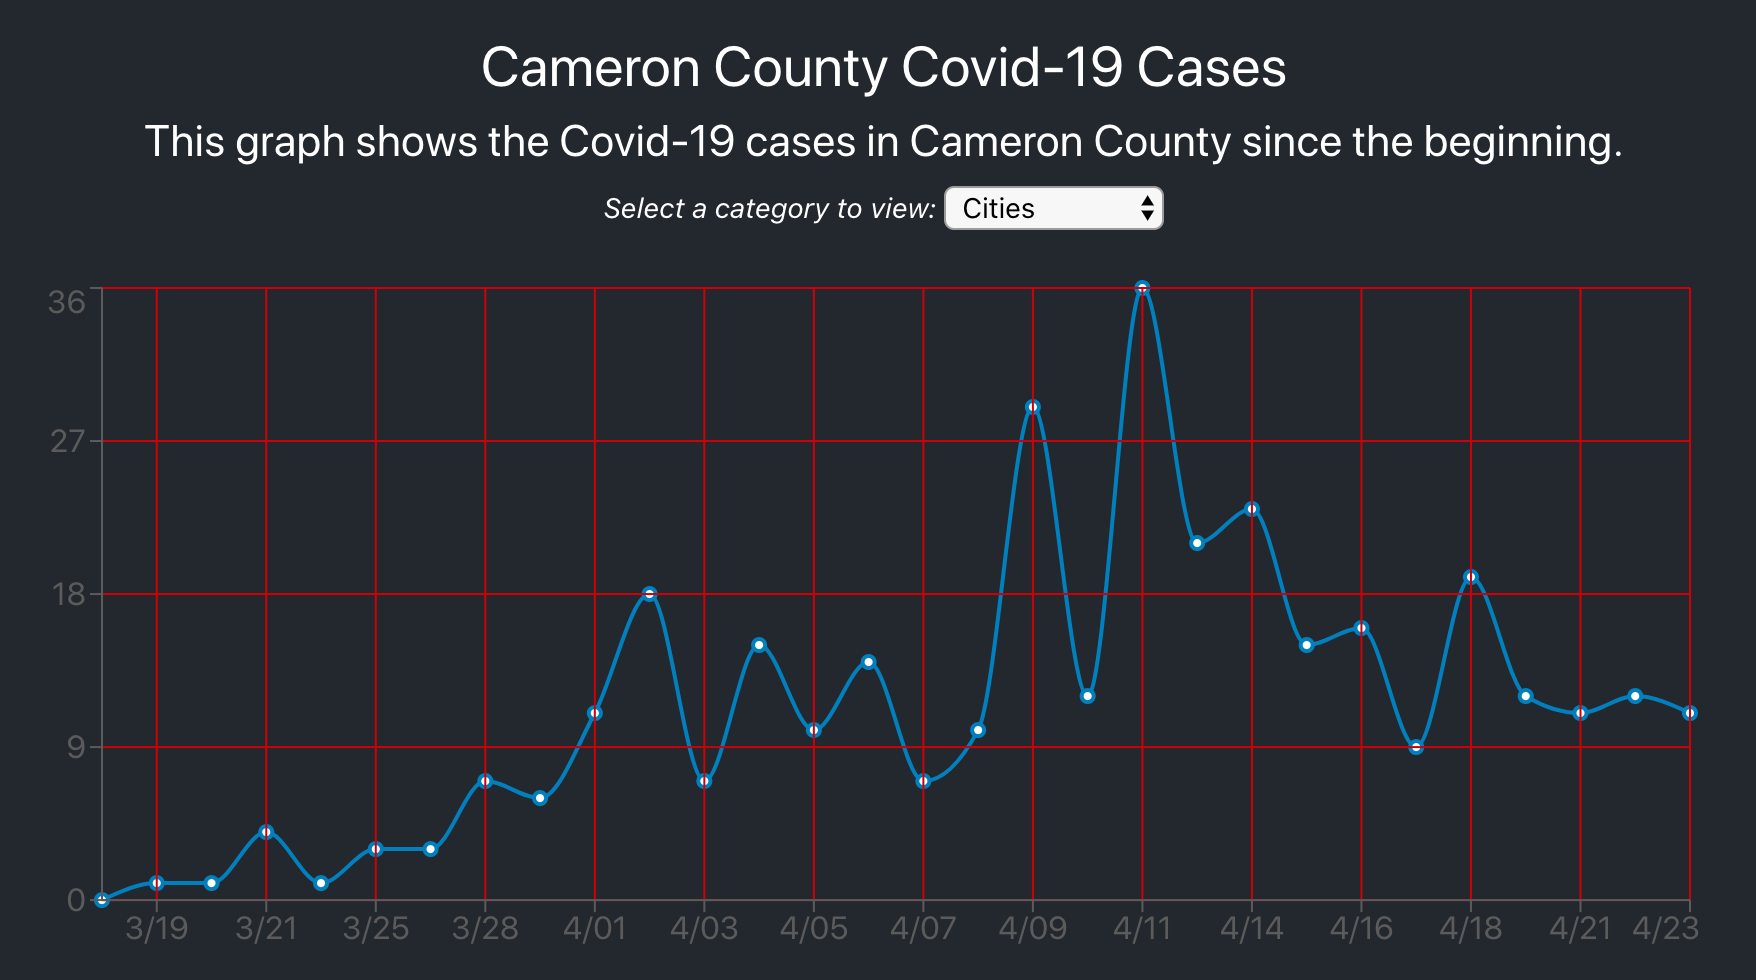 Cameron County Covid-19 Cases
This graph shows the Covid-19 cases in Cameron County since the beginning.
Select a category to view: Cities
36
27
18
9
0
3/19 3/21 3/25 3/28 4/01 4/03 4/05 4/07 4/09 4/11 4/14 4/16 4/18 4/21 4/23